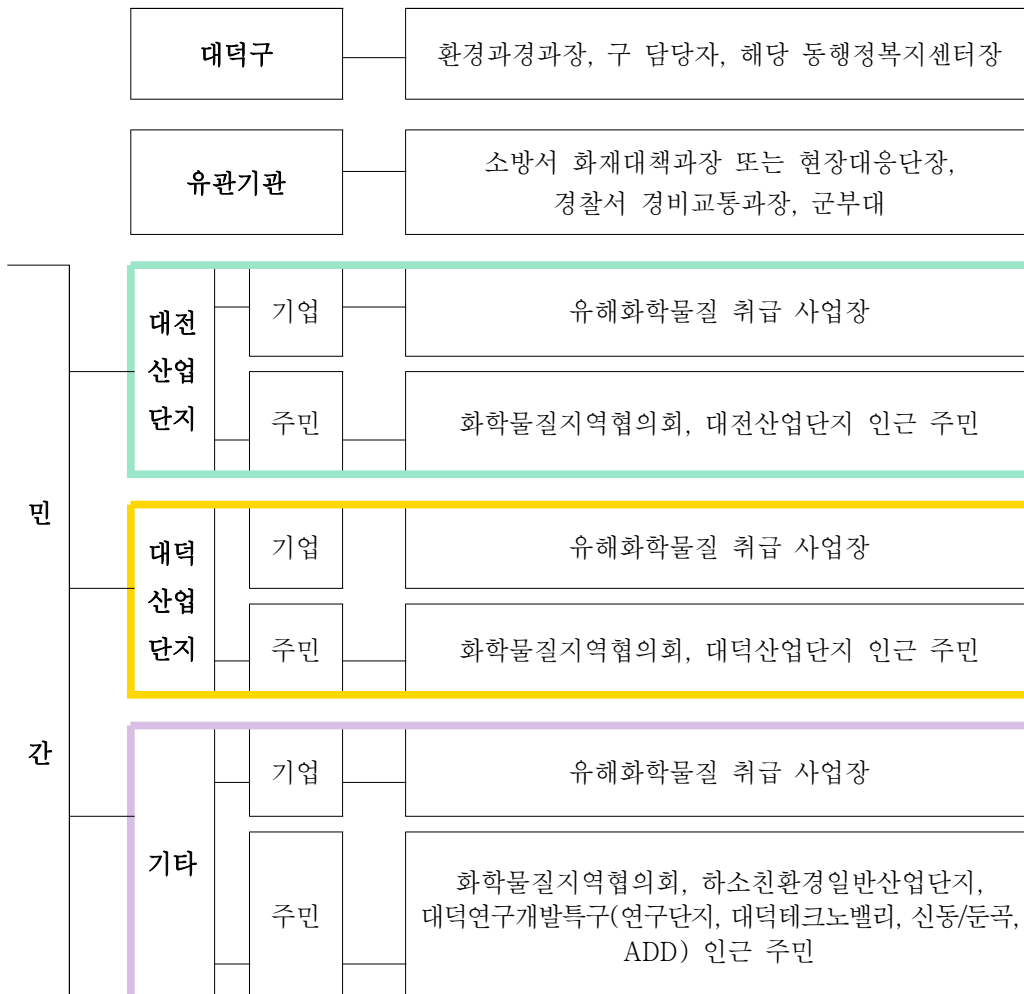 대덕구
환경과경과장, 구 담당자, 해당 동행정복지센터장
유관기관
소방서 화재대책과장 또는 현장대응단장,
경찰서 경비교통과장, 군부대
민
간
대전
산업
단지
기업
유해화학물질 취급 사업장
주민
화학물질지역협의회, 대전산업단지 인근 주민
대덕
산업
단지
기업
유해화학물질 취급 사업장
주민
화학물질지역협의회, 대덕산업단지 인근 주민
기타
기업
유해화학물질 취급 사업장
주민
화학물질지역협의회, 하소친환경일반산업단지,
대덕연구개발특구(연구단지, 대덕테크노밸리, 신동/둔곡,
ADD) 인근 주민